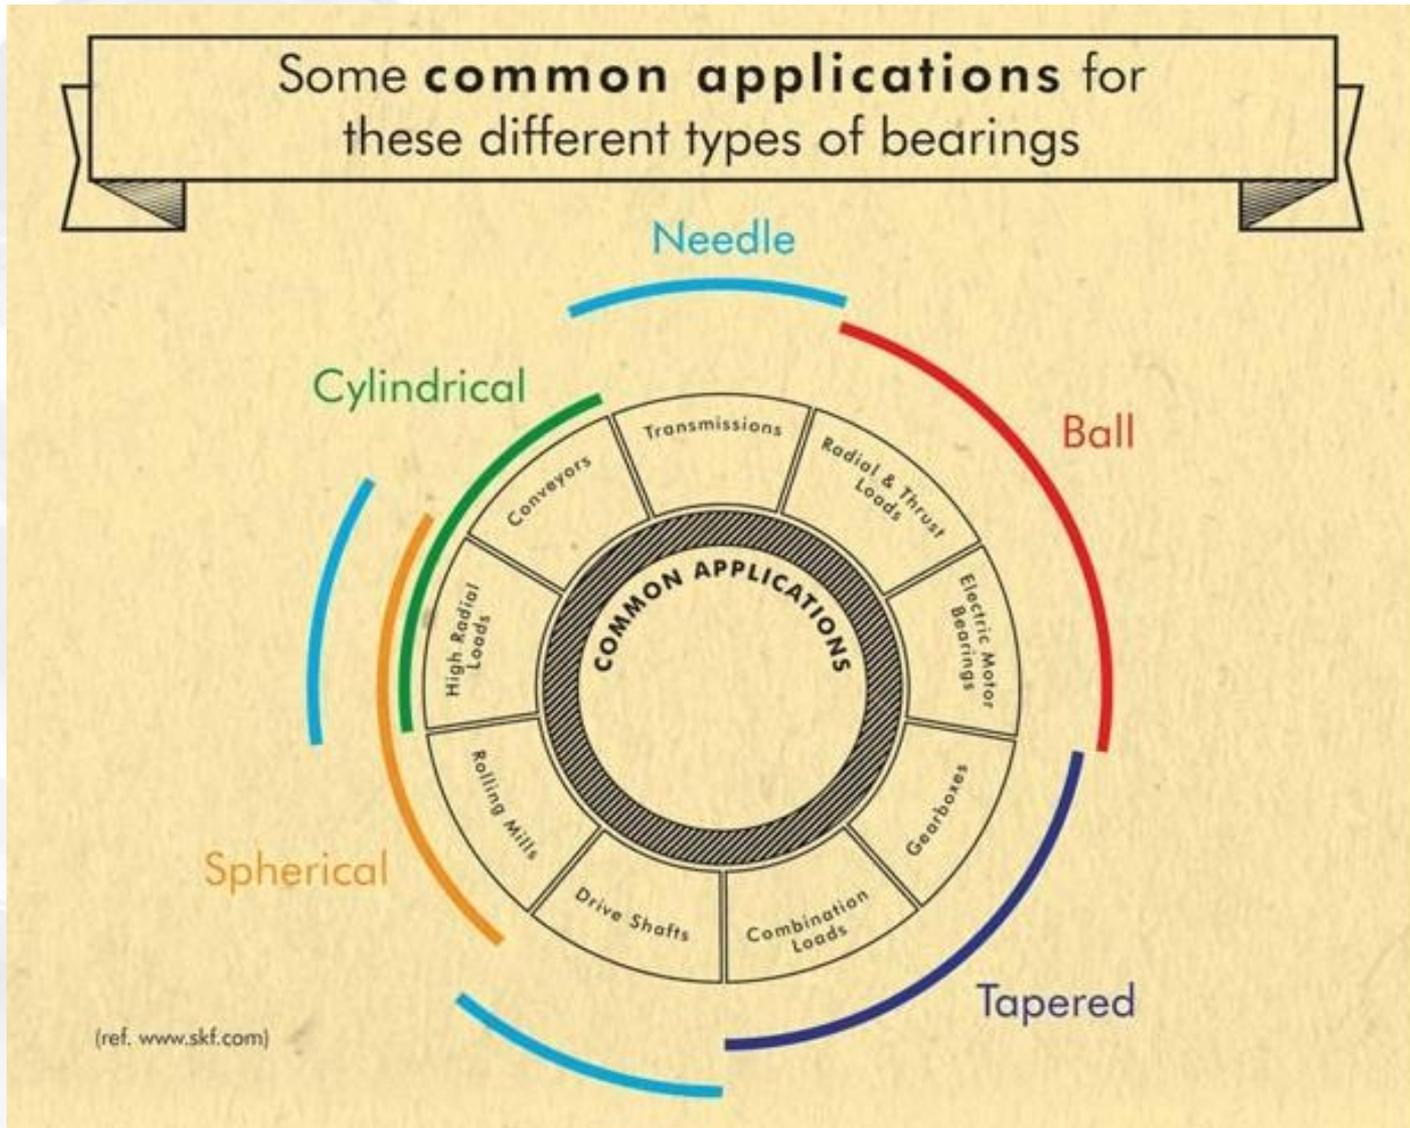 Some common applications for
these different types of bearings
Needle
Cylindrical
Ball
Transmissions
Radial & Thrust
Loads
Conveyors
Electric Motor
Bearings
High Radial
Loads
COMMON APPLICATIONS
Rolling Mills
Gearboxes
Drive Shafts
Combination
Loads
Spherical
Tapered
(ref. www.skf.com)